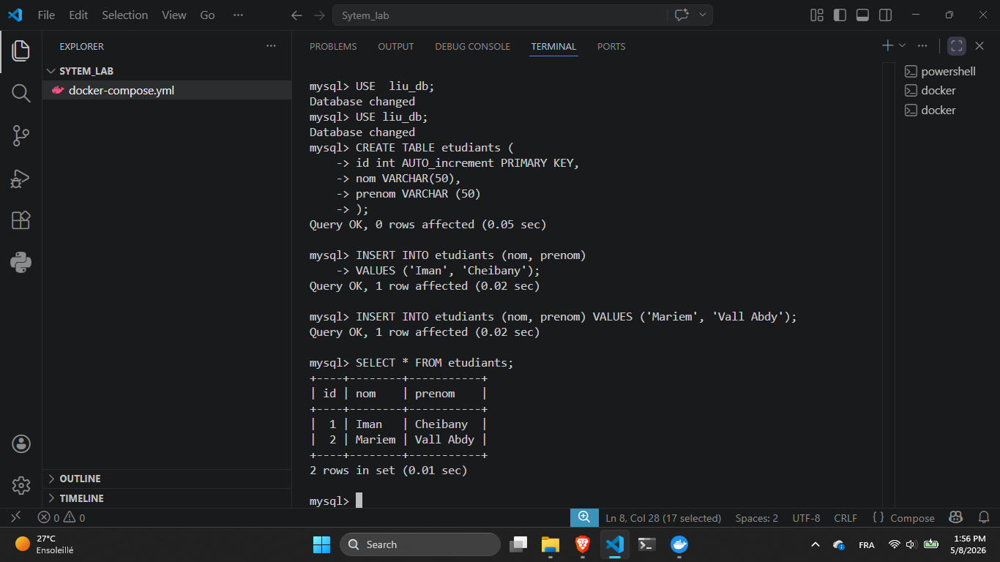 File Edit Selection View Go ···
Sytem_lab
EXPLORER ···
SYTEM_LAB
docker-compose.yml
OUTLINE
TIMELINE
PROBLEMS OUTPUT DEBUG CONSOLE TERMINAL PORTS
mysql> USE  liu_db;
Database changed
mysql> USE liu_db;
Database changed
mysql> CREATE TABLE etudiants (
    -> id int AUTO_increment PRIMARY KEY,
    -> nom VARCHAR(50),
    -> prenom VARCHAR (50)
    -> );
Query OK, 0 rows affected (0.05 sec)
mysql> INSERT INTO etudiants (nom, prenom)
    -> VALUES ('Iman', 'Cheibany');
Query OK, 1 row affected (0.02 sec)
mysql> INSERT INTO etudiants (nom, prenom) VALUES ('Mariem', 'Vall Abdy');
Query OK, 1 row affected (0.02 sec)
mysql> SELECT * FROM etudiants;
+----+--------+-----------+
| id | nom    | prenom    |
+----+--------+-----------+
|  1 | Iman   | Cheibany  |
|  2 | Mariem | Vall Abdy |
+----+--------+-----------+
2 rows in set (0.01 sec)
mysql>
powershell
docker
docker
0 0 Ln 8, Col 28 (17 selected) Spaces: 2 UTF-8 CRLF {} Compose
27°C
Ensoleillé
Search
FRA
1:56 PM
5/8/2026